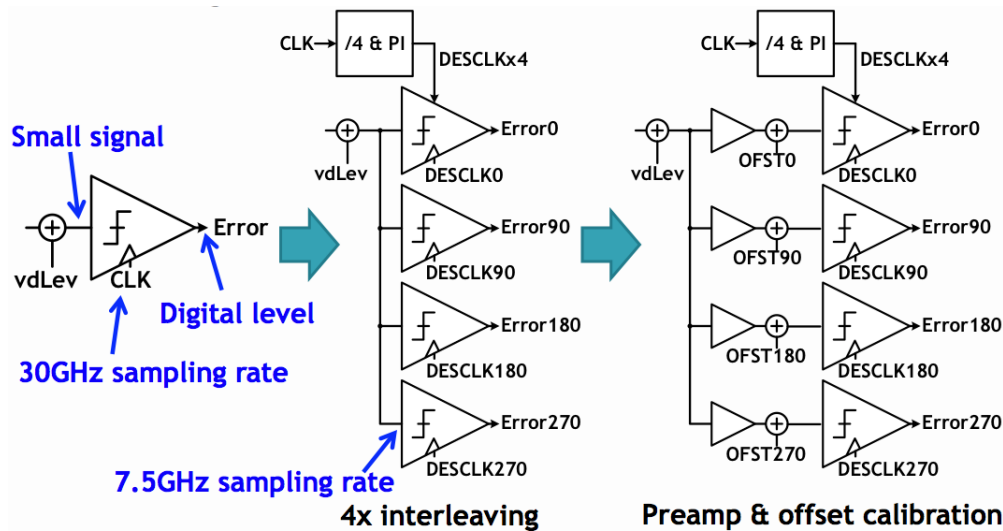 Small signal
vdLev
CLK
Error
Digital level
30GHz sampling rate
CLK
/4 & PI
DESCLKx4
vdLev
Error0
DESCLK0
Error90
DESCLK90
Error180
DESCLK180
Error270
DESCLK270
7.5GHz sampling rate
4x interleaving
CLK
/4 & PI
DESCLKx4
vdLev
OFST0
Error0
DESCLK0
OFST90
Error90
DESCLK90
OFST180
Error180
DESCLK180
OFST270
Error270
DESCLK270
Preamp & offset calibration